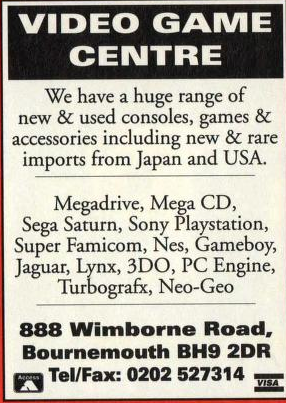 VIDEO GAME
CENTRE
We have a huge range of
new & used consoles, games &
accessories including new & rare
imports from Japan and USA.
Megadrive, Mega CD,
Sega Saturn, Sony Playstation,
Super Famicom, Nes, Gameboy,
Jaguar, Lynx, 3DO, PC Engine,
Turbografx, Neo-Geo
888 Wimborne Road,
Bournemouth BH9 2DR
Access Tel/Fax: 0202 527314 VISA